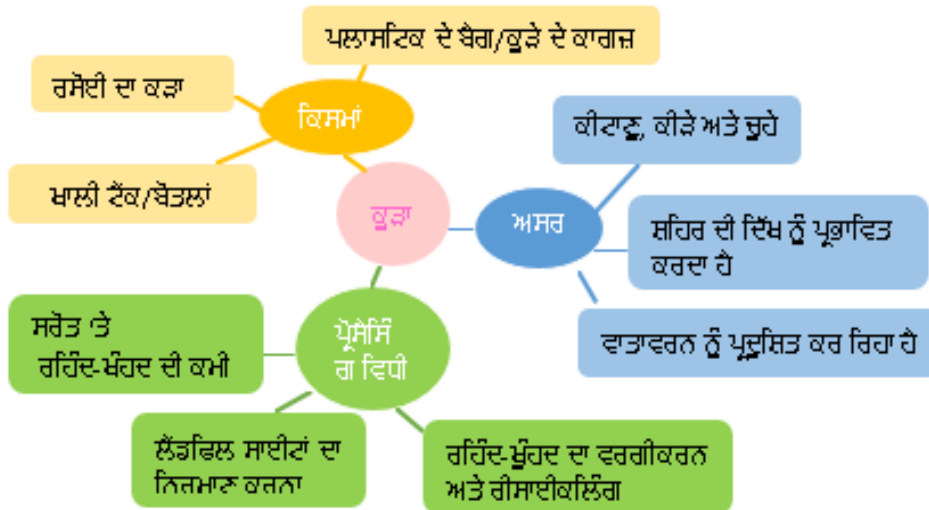 ਪਲਾਸਟਿਕ ਦੇ ਬੈਗ/ਕੂੜੇ ਦੇ ਕਾਗਜ਼
ਰਸੋਈ ਦਾ ਕੜਾ
ਕਿਸਮਾਂ
ਖਾਲੀ ਟੈਂਕ/ਬੋਤਲਾਂ
ਕੂੜਾ
ਅਸਰ
ਕੀਟਾਣੂ, ਕੀੜੇ ਅਤੇ ਚੂਹੇ
ਸ਼ਹਿਰ ਦੀ ਦਿੱਖ ਨੂੰ ਪ੍ਰਭਾਵਿਤ
ਕਰਦਾ ਹੈ
ਵਾਤਾਵਰਨ ਨੂੰ ਪ੍ਰਦੂਸ਼ਿਤ ਕਰ ਰਿਹਾ ਹੈ
ਪ੍ਰੋਸੈਸਿੰ
ਗ ਵਿਧੀ
ਸਰੋਤ 'ਤੇ
ਰਹਿੰਦ-ਖੰਹਦ ਦੀ ਕਮੀ
ਲੈਂਡਫਿਲ ਸਾਈਟਾਂ ਦਾ
ਨਿਰਮਾਣ ਕਰਨਾ
ਰਹਿੰਦ-ਖੂੰਹਦ ਦਾ ਵਰਗੀਕਰਨ
ਅਤੇ ਰੀਸਾਈਕਲਿੰਗ